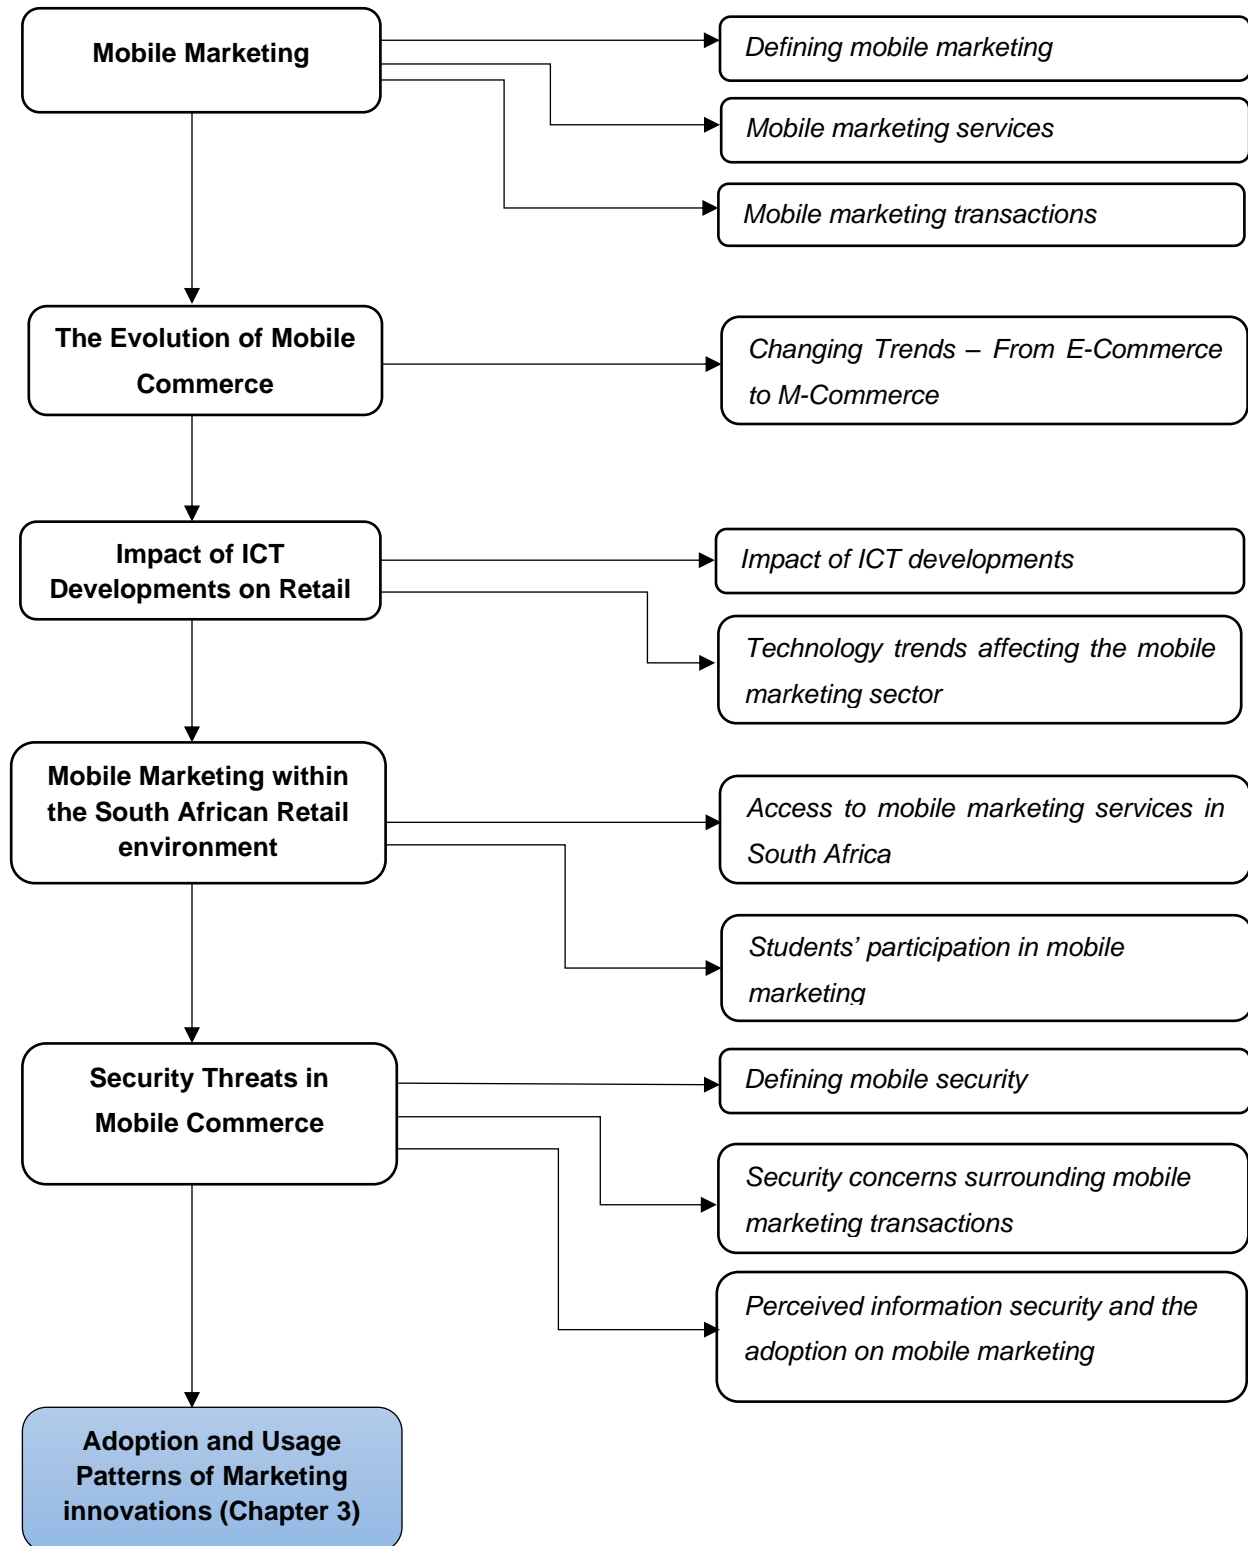 Mobile Marketing
Defining mobile marketing
Mobile marketing services
Mobile marketing transactions
The Evolution of Mobile
Commerce
Changing Trends – From E-Commerce
to M-Commerce
Impact of ICT
Developments on Retail
Impact of ICT developments
Technology trends affecting the mobile
marketing sector
Mobile Marketing within
the South African Retail
environment
Access to mobile marketing services in
South Africa
Students’ participation in mobile
marketing
Security Threats in
Mobile Commerce
Defining mobile security
Security concerns surrounding mobile
marketing transactions
Perceived information security and the
adoption on mobile marketing
Adoption and Usage
Patterns of Marketing
innovations (Chapter 3)